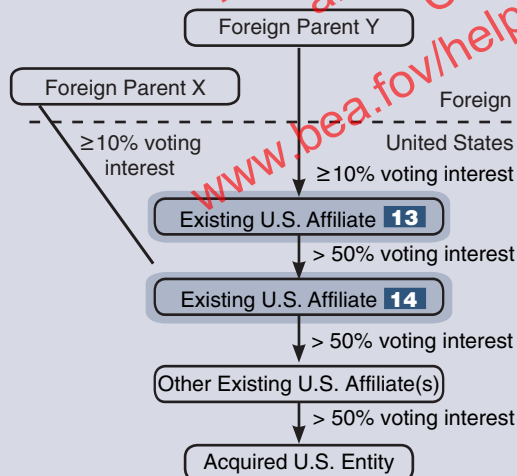 Foreign Parent Y
Foreign Parent X
Foreign
≥10% voting
interest
United States
≥10% voting interest
Existing U.S. Affiliate 13
> 50% voting interest
Existing U.S. Affiliate 14
> 50% voting interest
Other Existing U.S. Affiliate(s)
> 50% voting interest
Acquired U.S. Entity
www.bea.fov/help